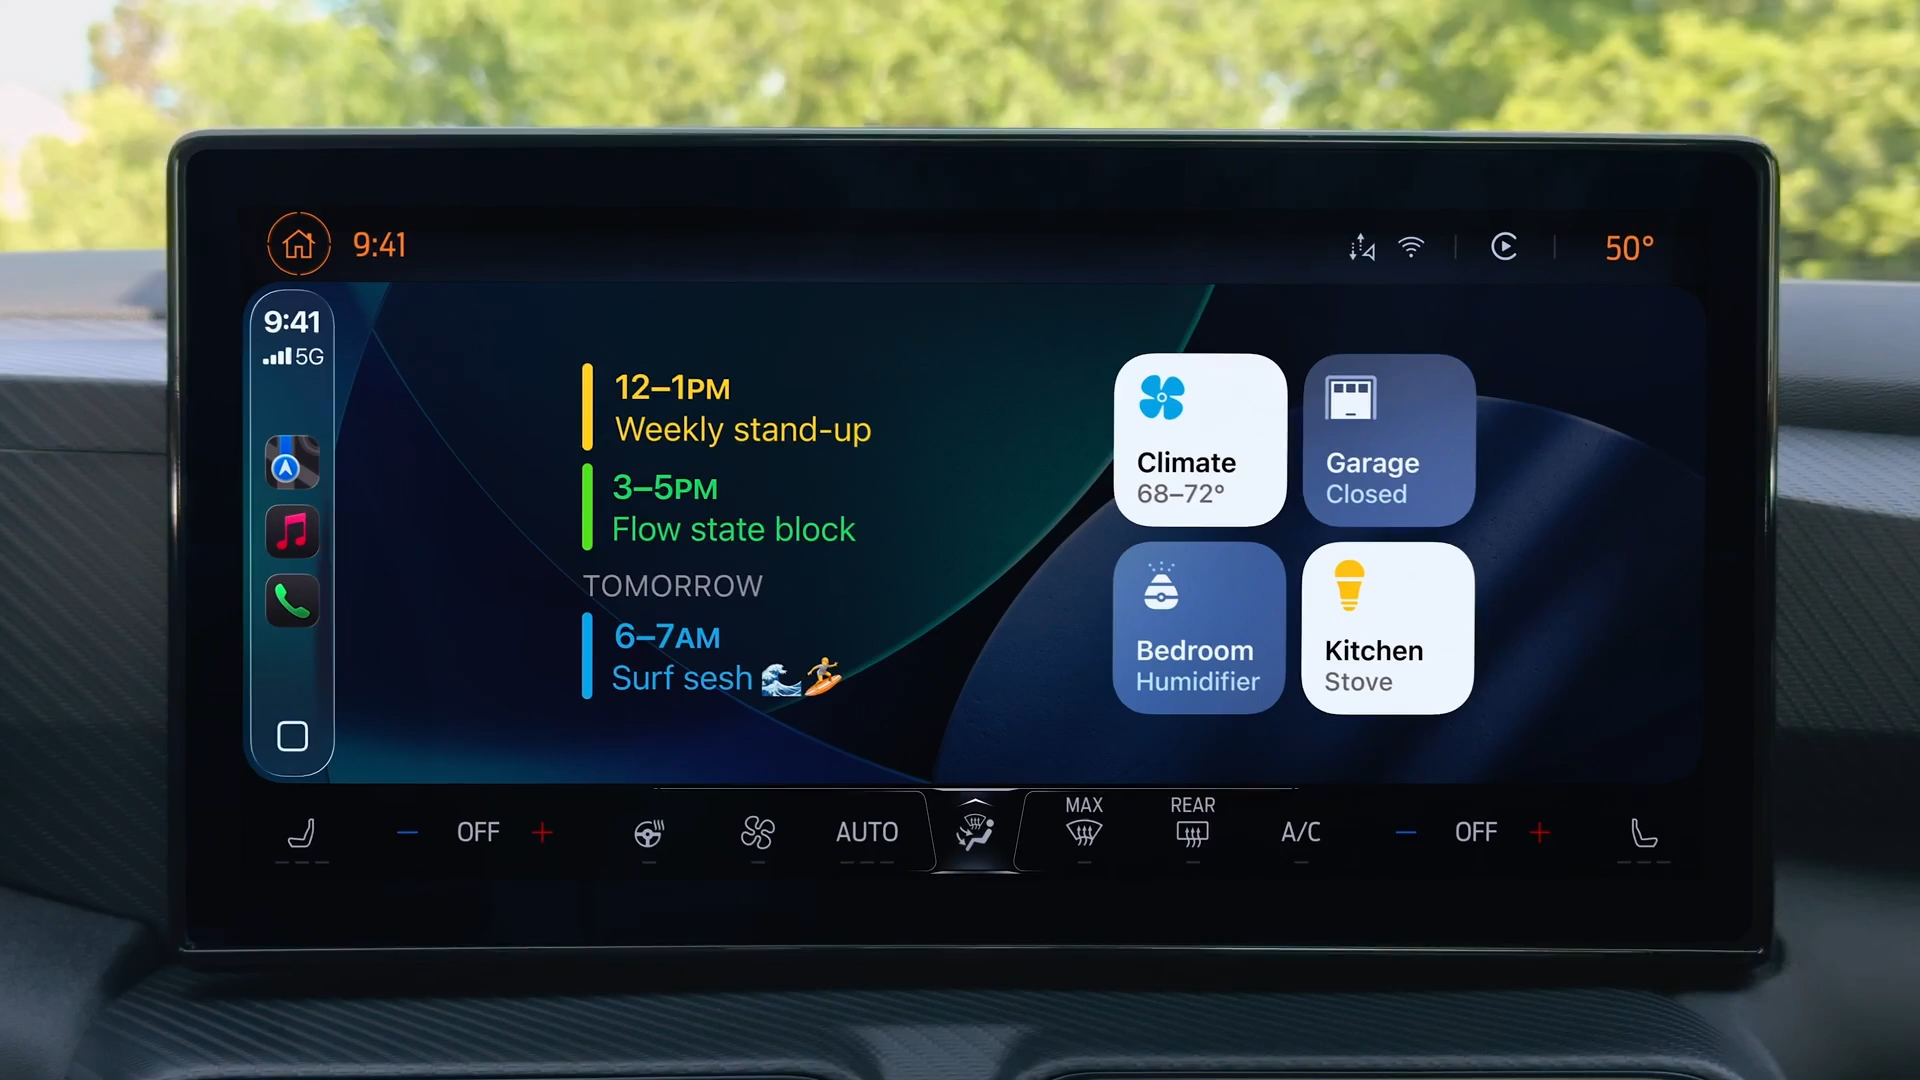 9:41
50°
9:41
5G
12–1PM
Weekly stand-up
3–5PM
Flow state block
TOMORROW
6–7AM
Surf sesh 🌊🏄
Climate
68–72°
Garage
Closed
Bedroom
Humidifier
Kitchen
Stove
− OFF +
AUTO
MAX
REAR
A/C
− OFF +